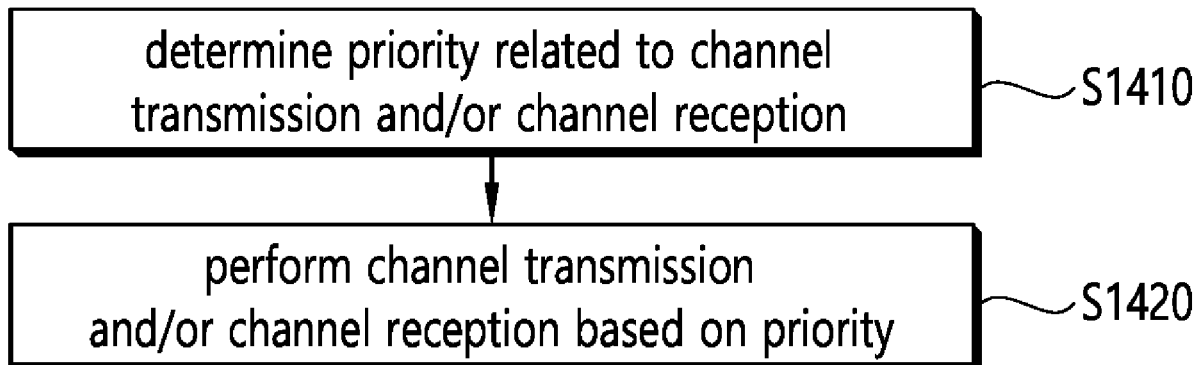 determine priority related to channel
transmission and/or channel reception
S1410
perform channel transmission
and/or channel reception based on priority
S1420